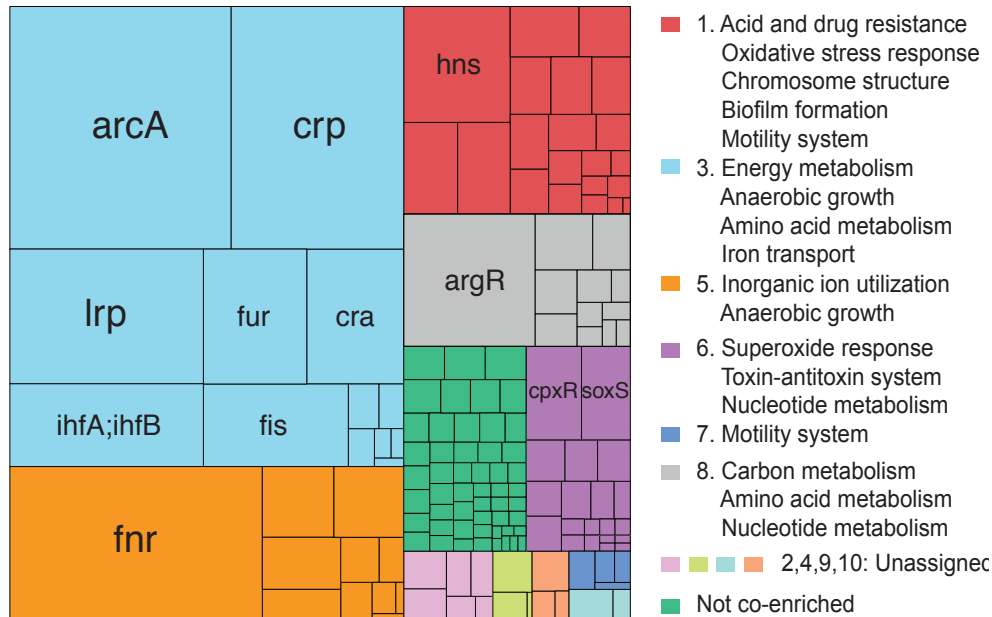 arcA
crp
hns
lrp
fur
cra
argR
ihfA;ihfB
fis
cpxR
soxS
fnr
1. Acid and drug resistance
Oxidative stress response
Chromosome structure
Biofilm formation
Motility system
3. Energy metabolism
Anaerobic growth
Amino acid metabolism
Iron transport
5. Inorganic ion utilization
Anaerobic growth
6. Superoxide response
Toxin-antitoxin system
Nucleotide metabolism
7. Motility system
8. Carbon metabolism
Amino acid metabolism
Nucleotide metabolism
2,4,9,10: Unassigned
Not co-enriched